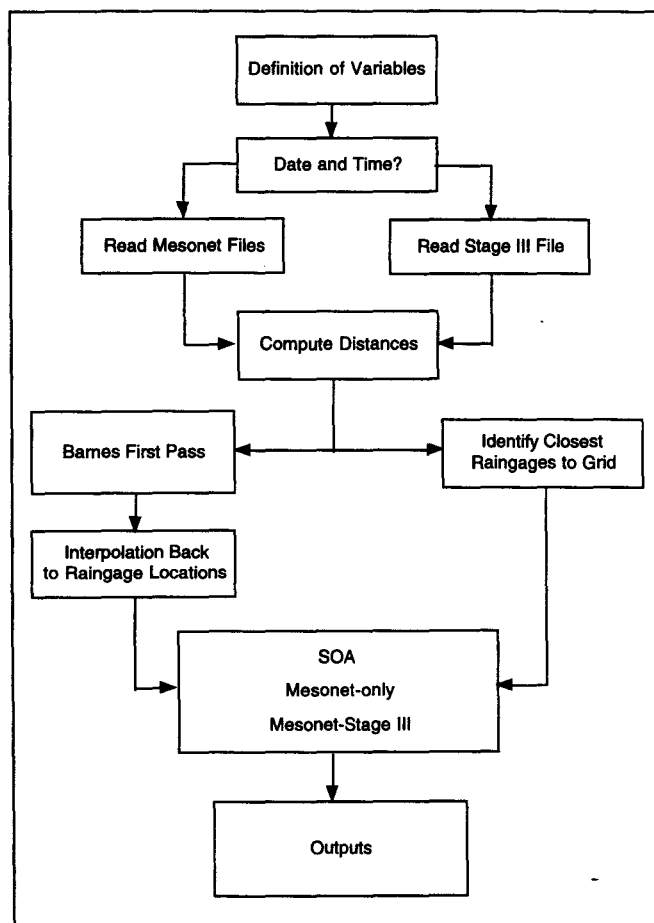 Definition of Variables
Date and Time?
Read Mesonet Files
Read Stage III File
Compute Distances
Barnes First Pass
Identify Closest
Raingages to Grid
Interpolation Back
to Raingage Locations
SOA
Mesonet-only
Mesonet-Stage III
Outputs